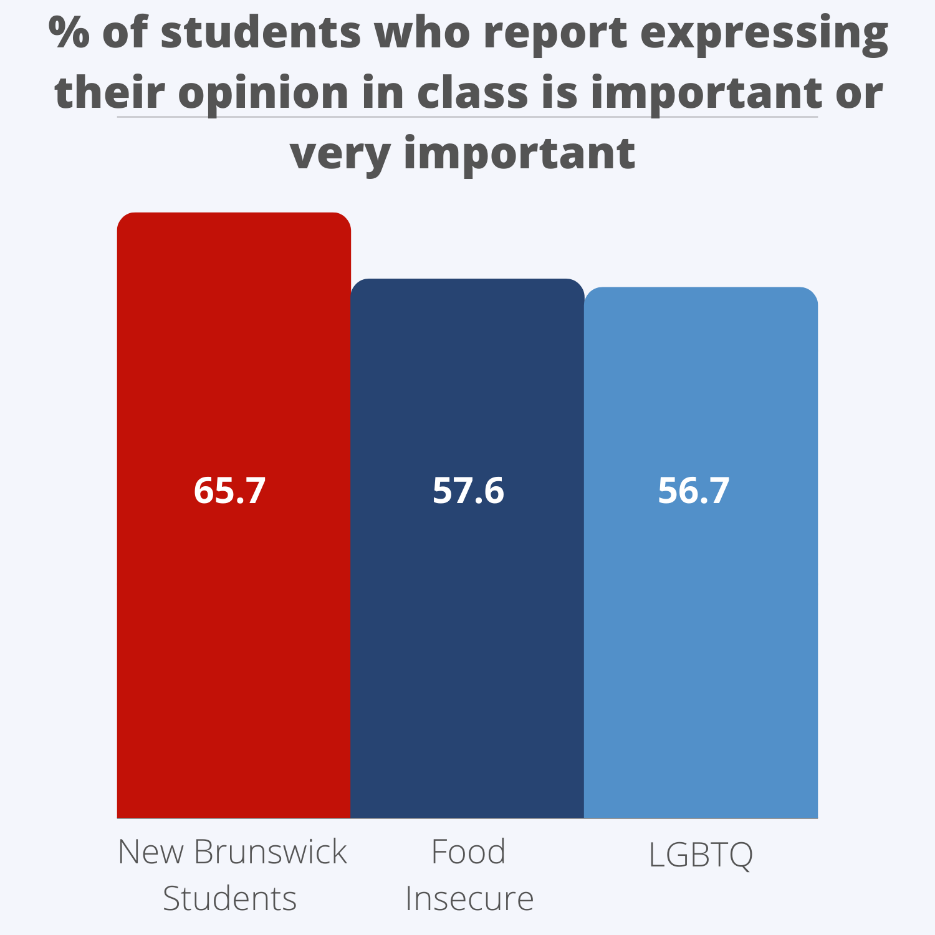 % of students who report expressing
their opinion in class is important or
very important
65.7
57.6
56.7
New Brunswick
Students
Food
Insecure
LGBTQ